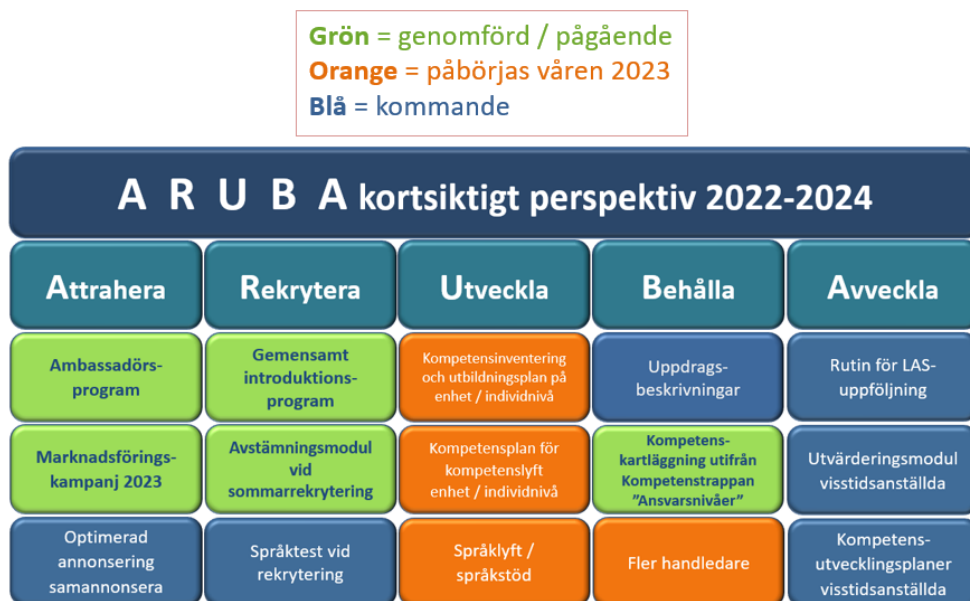 Grön = genomförd / pågående
Orange = påbörjas våren 2023
Blå = kommande
A R U B A kortsiktigt perspektiv 2022-2024
Attrahera
Rekrytera
Utveckla
Behålla
Avveckla
Ambassadörs-
program
Gemensamt
introduktions-
program
Kompetensinventering
och utbildningsplan på
enhet / individnivå
Uppdrags-
beskrivningar
Rutin för LAS-
uppföljning
Marknadsförings-
kampanj 2023
Avstämningsmodul
vid
sommarrekrytering
Kompetensplan för
kompetenslyft
enhet / individnivå
Kompetens-
kartläggning utifrån
Kompetenstrappan
”Ansvarsnivåer”
Utvärderingsmodul
visstidsanställda
Optimerad
annonsering
samannonsera
Språktest vid
rekrytering
Språklyft /
språkstöd
Fler handledare
Kompetens-
utvecklingsplaner
visstidsanställda